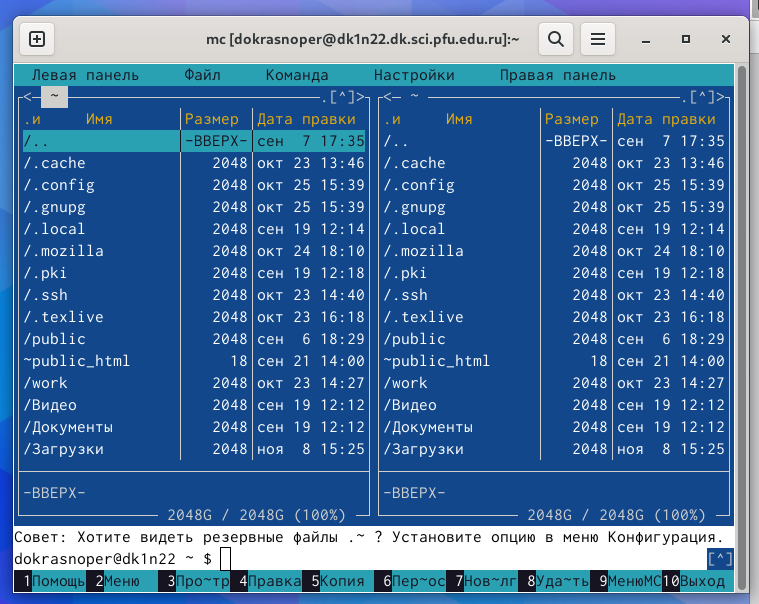 mc [dokrasnoper@dk1n22.dk.sci.pfu.edu.ru]:~
Левая панель Файл Команда Настройки Правая панель
<─ ~ ─.[^]> <─ ~ ─.[^]>
.и Имя Размер Дата правки .и Имя Размер Дата правки
/.. -ВВЕРХ- сен 7 17:35 /.. -ВВЕРХ- сен 7 17:35
/.cache 2048 окт 23 13:46 /.cache 2048 окт 23 13:46
/.config 2048 окт 25 15:39 /.config 2048 окт 25 15:39
/.gnupg 2048 окт 25 15:39 /.gnupg 2048 окт 25 15:39
/.local 2048 сен 19 12:14 /.local 2048 сен 19 12:14
/.mozilla 2048 окт 24 18:10 /.mozilla 2048 окт 24 18:10
/.pki 2048 сен 19 12:18 /.pki 2048 сен 19 12:18
/.ssh 2048 окт 23 14:40 /.ssh 2048 окт 23 14:40
/.texlive 2048 окт 23 16:18 /.texlive 2048 окт 23 16:18
/public 2048 сен 6 18:29 /public 2048 сен 6 18:29
~public_html 18 сен 21 14:00 ~public_html 18 сен 21 14:00
/work 2048 окт 23 14:27 /work 2048 окт 23 14:27
/Видео 2048 сен 19 12:12 /Видео 2048 сен 19 12:12
/Документы 2048 сен 19 12:12 /Документы 2048 сен 19 12:12
/Загрузки 2048 ноя 8 15:25 /Загрузки 2048 ноя 8 15:25
-ВВЕРХ- -ВВЕРХ-
2048G / 2048G (100%) 2048G / 2048G (100%)
Совет: Хотите видеть резервные файлы .~ ? Установите опцию в меню Конфигурация.
dokrasnoper@dk1n22 ~ $ [^]
1Помощь 2Меню 3Про~тр 4Правка 5Копия 6Пер~ос 7Нов~лг 8Уда~ть 9МенюМС 10Выход